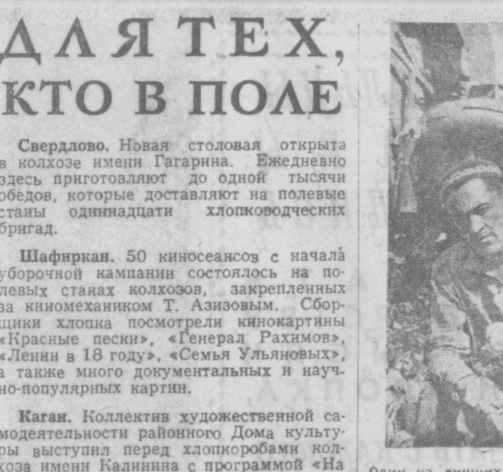 ДЛЯ ТЕХ,
КТО В ПОЛЕ
Свердлово. Новая столовая открыта
в колхозе имени Гагарина. Ежедневно
здесь приготовляют до одной тысячи
обедов, которые доставляют на полевые
станы одиннадцати хлопководческих
бригад.
Шафиркан. 50 киносеансов с начала
уборочной кампании состоялось на по-
левых станах колхозов, закрепленных
за киномехаником Т. Азизовым. Сбор-
щики хлопка посмотрели кинокартины
«Красные пески», «Генерал Рахимов»,
«Ленин в 18 году», «Семья Ульяновых»,
а также много документальных и науч-
но-популярных картин.
Каган. Коллектив художественной са-
модеятельности районного Дома культу-
ры выступил перед хлопкоробами кол-
хоза имени Калинина с программой «На